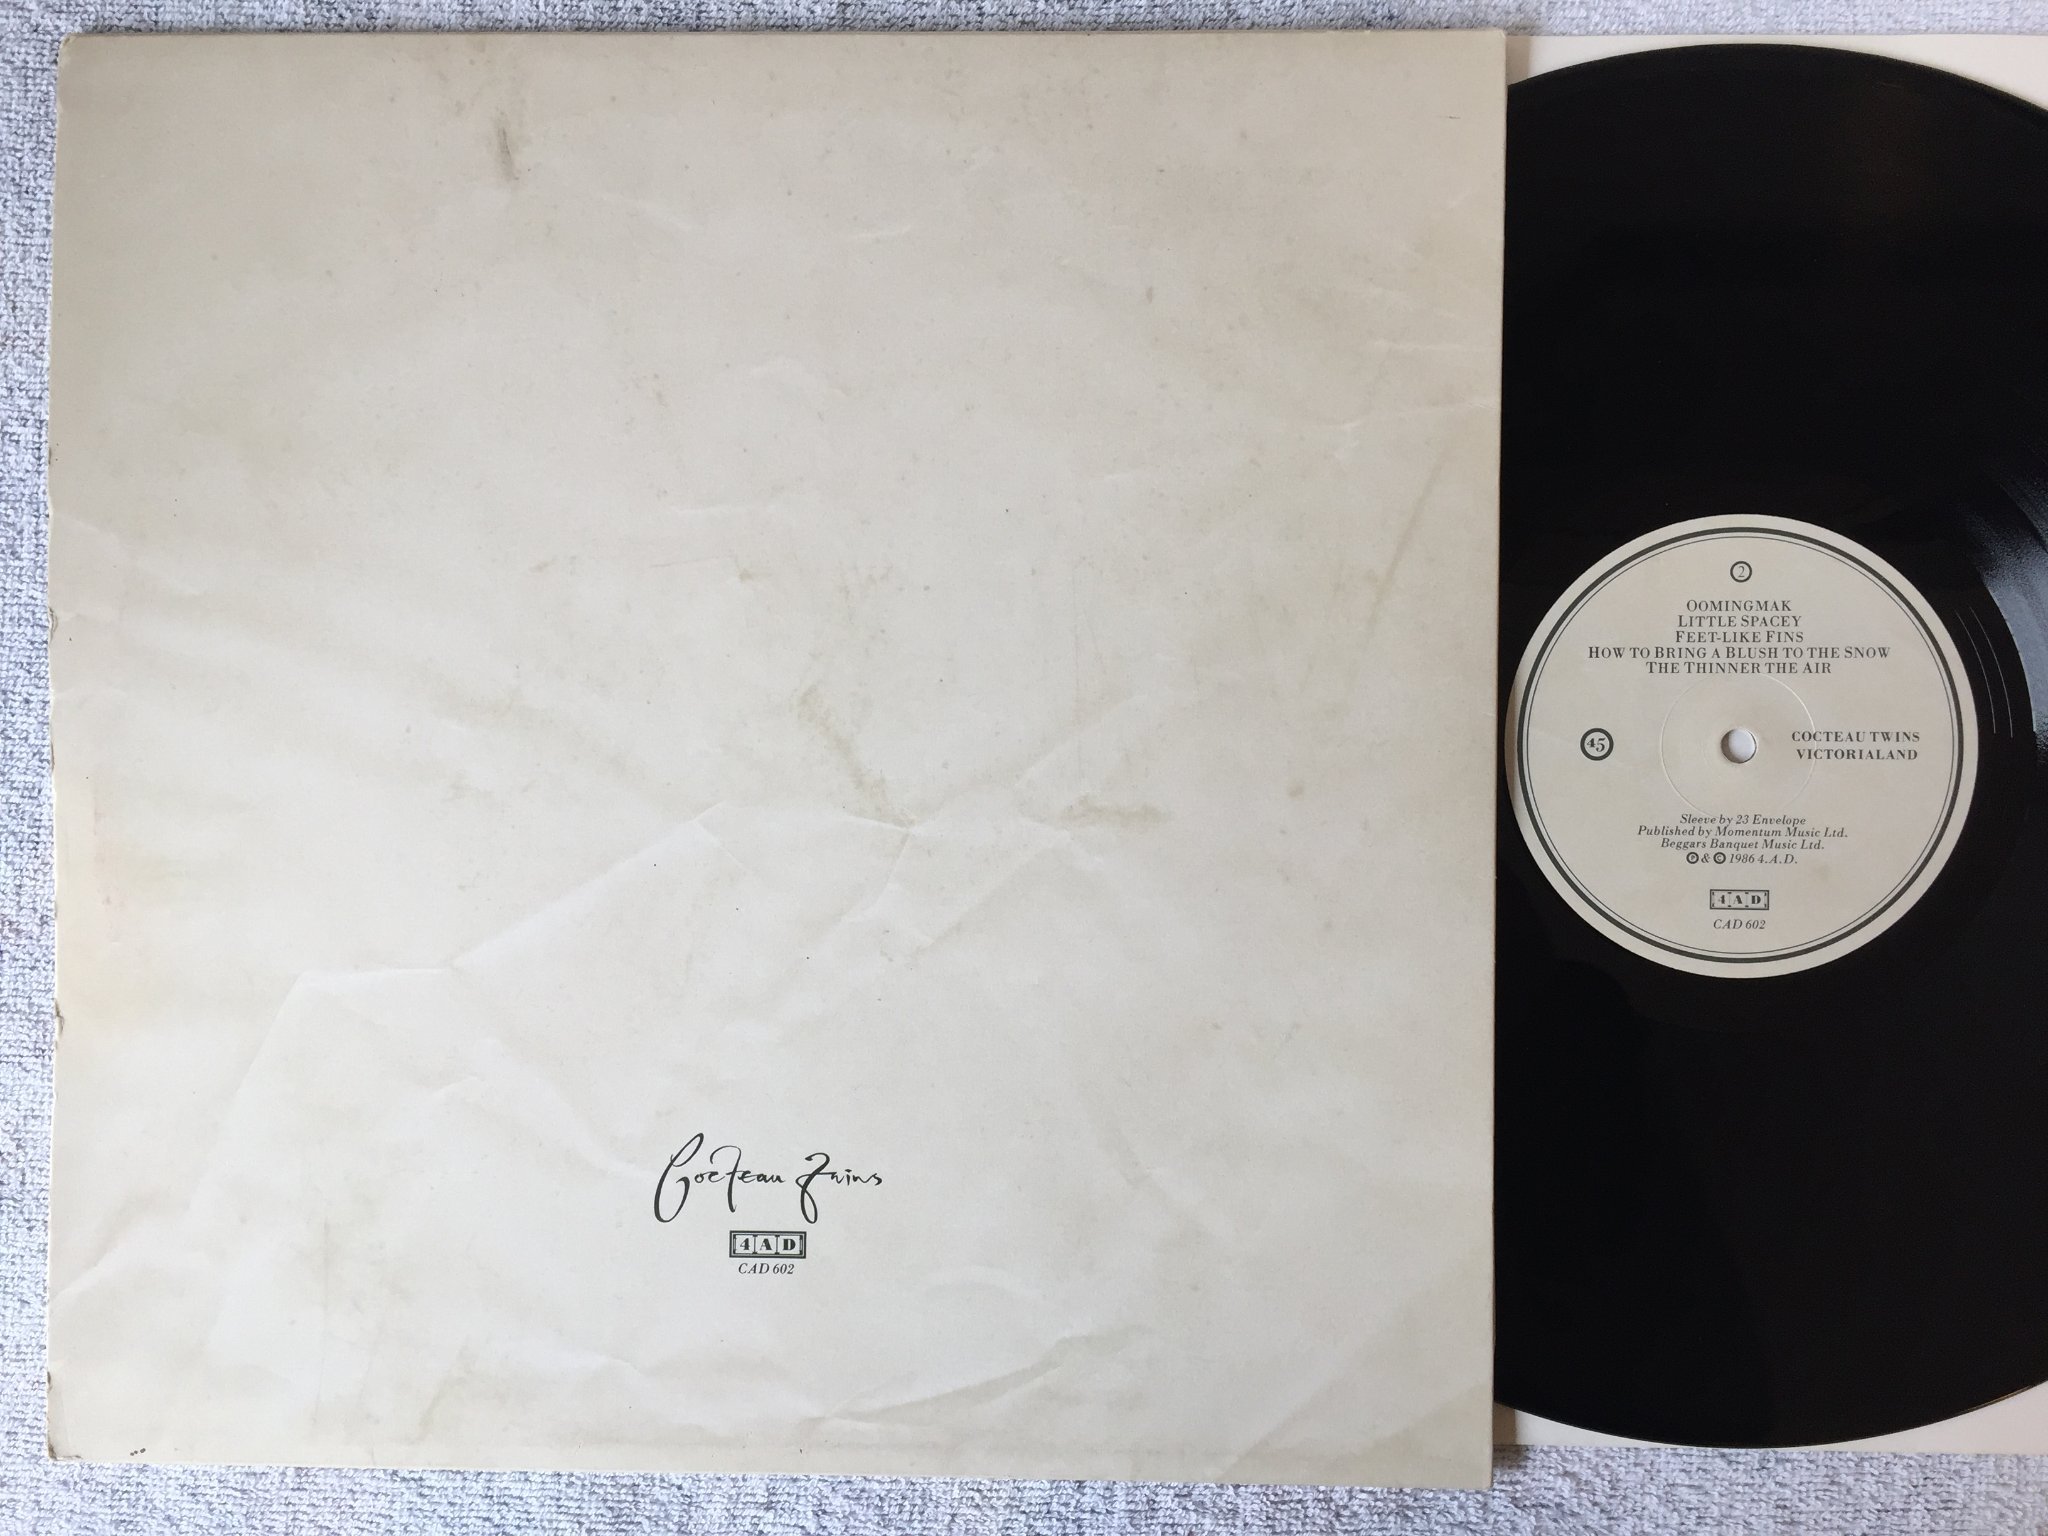 Cocteau Twins
4AD
CAD 602
2
OOMINGMAK
LITTLE SPACEY
FEET-LIKE FINS
HOW TO BRING A BLUSH TO THE SNOW
THE THINNER THE AIR
45
COCTEAU TWINS
VICTORIALAND
Sleeve by 23 Envelope
Published by Momentum Music Ltd.
Beggars Banquet Music Ltd.
Ⓟ & © 1986 4.A.D.
4AD
CAD 602